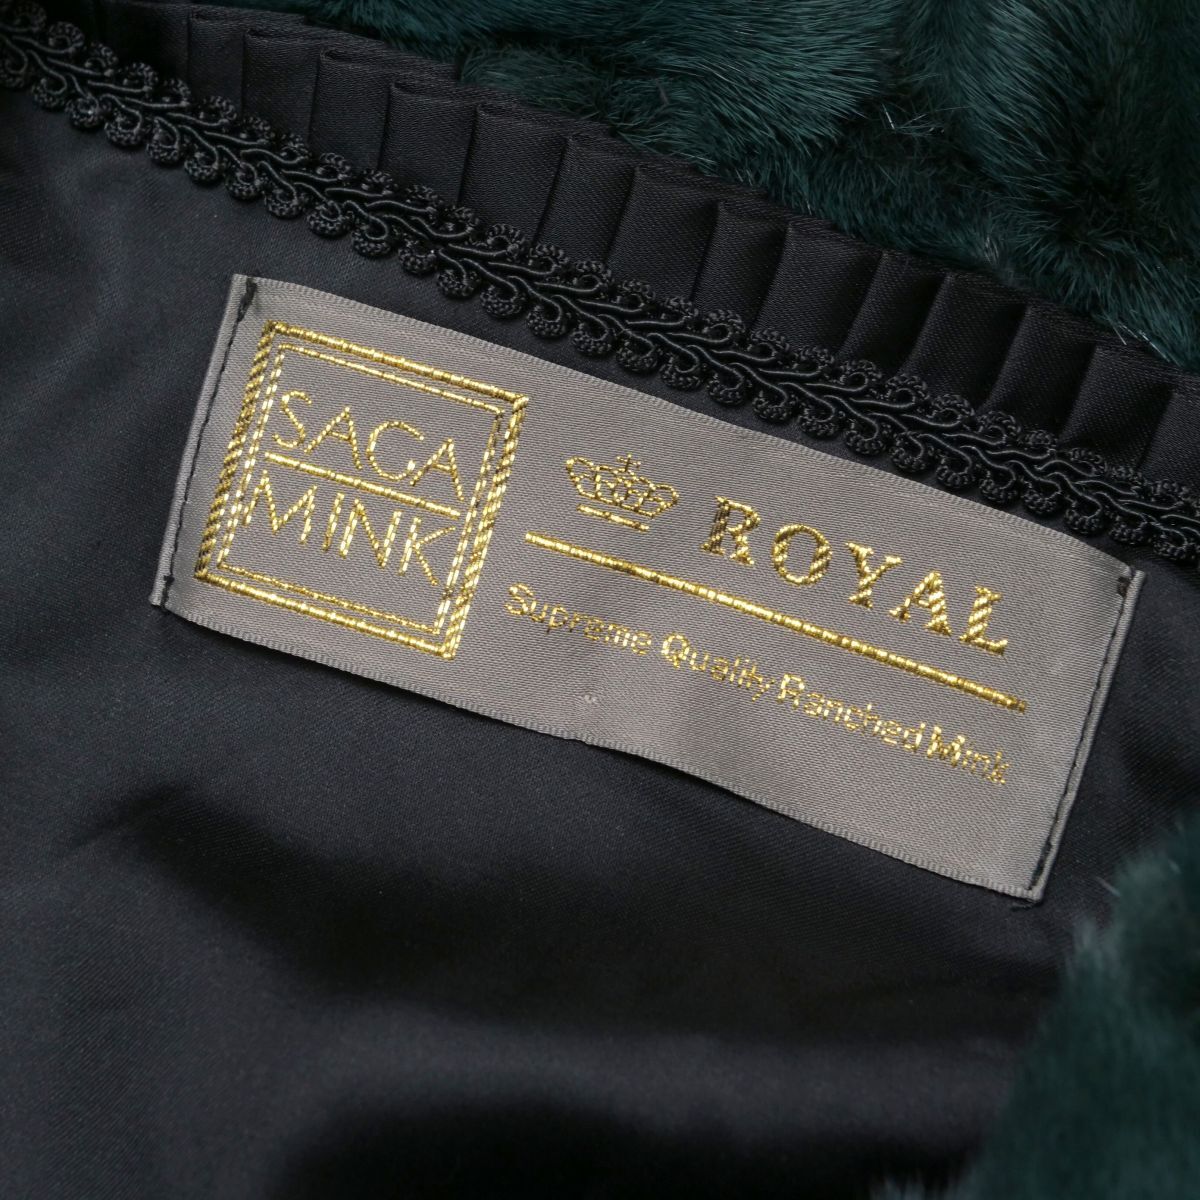 SAGA
MINK
ROYAL
Supreme Quality Ranched Mink